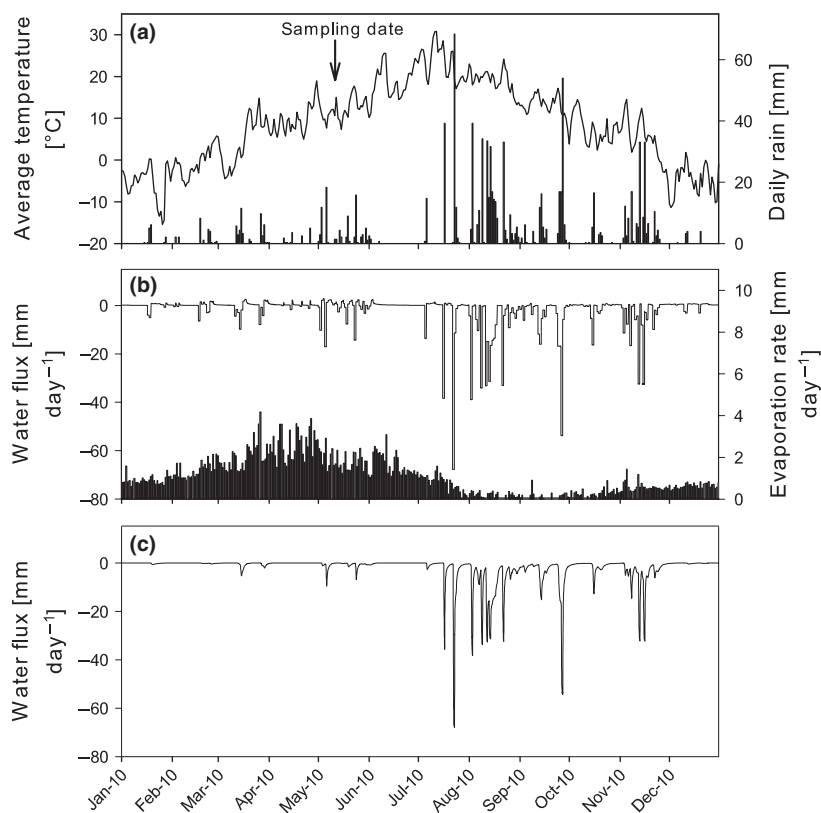 (a)
Sampling date
Average temperature
[°C]
30
20
10
0
−10
−20
Daily rain [mm]
60
40
20
0
(b)
Water flux [mm
day−1]
0
−20
−40
−60
−80
Evaporation rate [mm
day−1]
10
8
6
4
2
0
(c)
Water flux [mm
day−1]
0
−20
−40
−60
−80
Jan-10
Feb-10
Mar-10
Apr-10
May-10
Jun-10
Jul-10
Aug-10
Sep-10
Oct-10
Nov-10
Dec-10